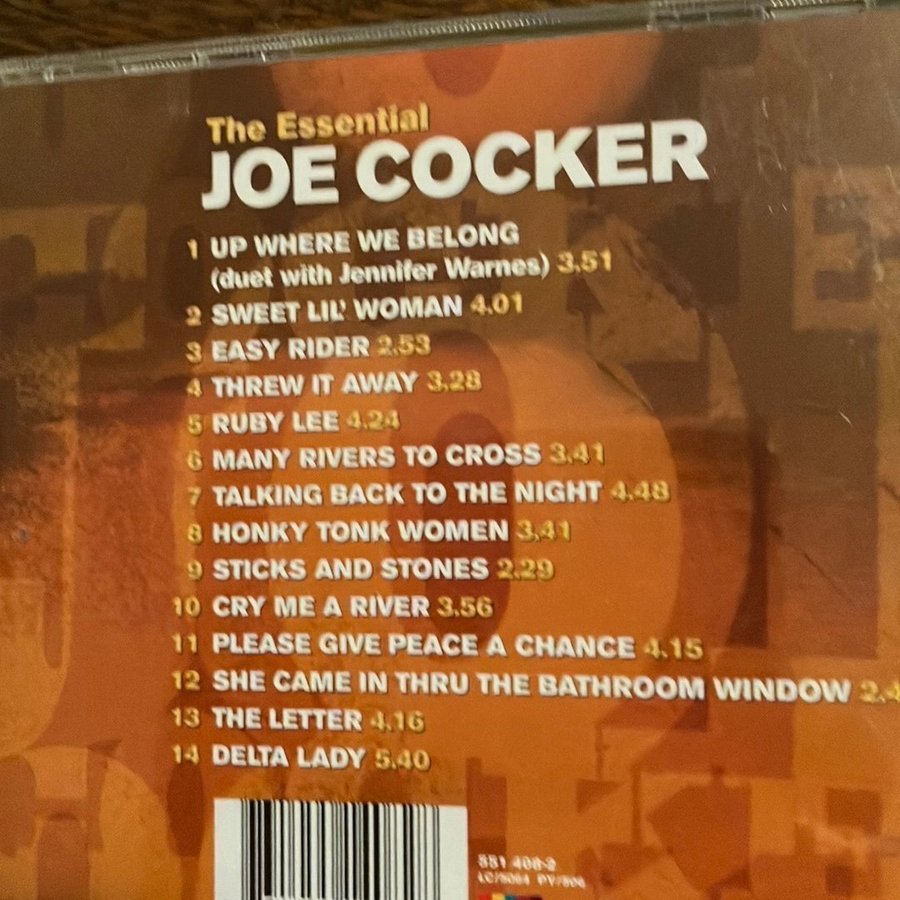 The Essential
JOE COCKER
1 UP WHERE WE BELONG
(duet with Jennifer Warnes) 3.51
2 SWEET LIL' WOMAN 4.01
3 EASY RIDER 2.53
4 THREW IT AWAY 3.28
5 RUBY LEE 4.24
6 MANY RIVERS TO CROSS 3.41
7 TALKING BACK TO THE NIGHT 4.48
8 HONKY TONK WOMEN 3.41
9 STICKS AND STONES 2.29
10 CRY ME A RIVER 3.56
11 PLEASE GIVE PEACE A CHANCE 4.15
12 SHE CAME IN THRU THE BATHROOM WINDOW
13 THE LETTER 4.16
14 DELTA LADY 5.40
551 408-2